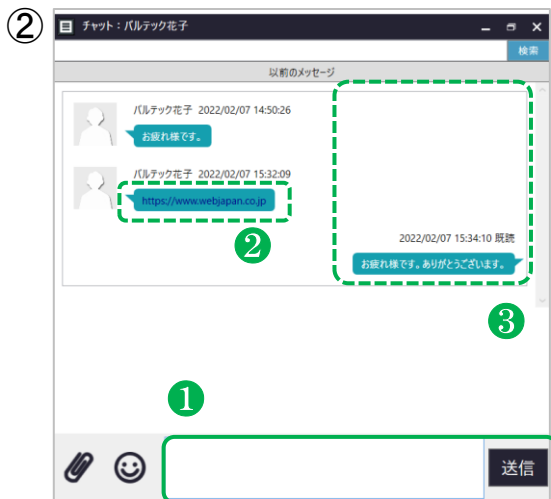 ②
チャット：バルテック花子
検索
以前のメッセージ
バルテック花子 2022/02/07 14:50:26
お疲れ様です。
バルテック花子 2022/02/07 15:32:09
https://www.webjapan.co.jp
❷
2022/02/07 15:34:10 既読
お疲れ様です。ありがとうございます。
❸
❶
送信